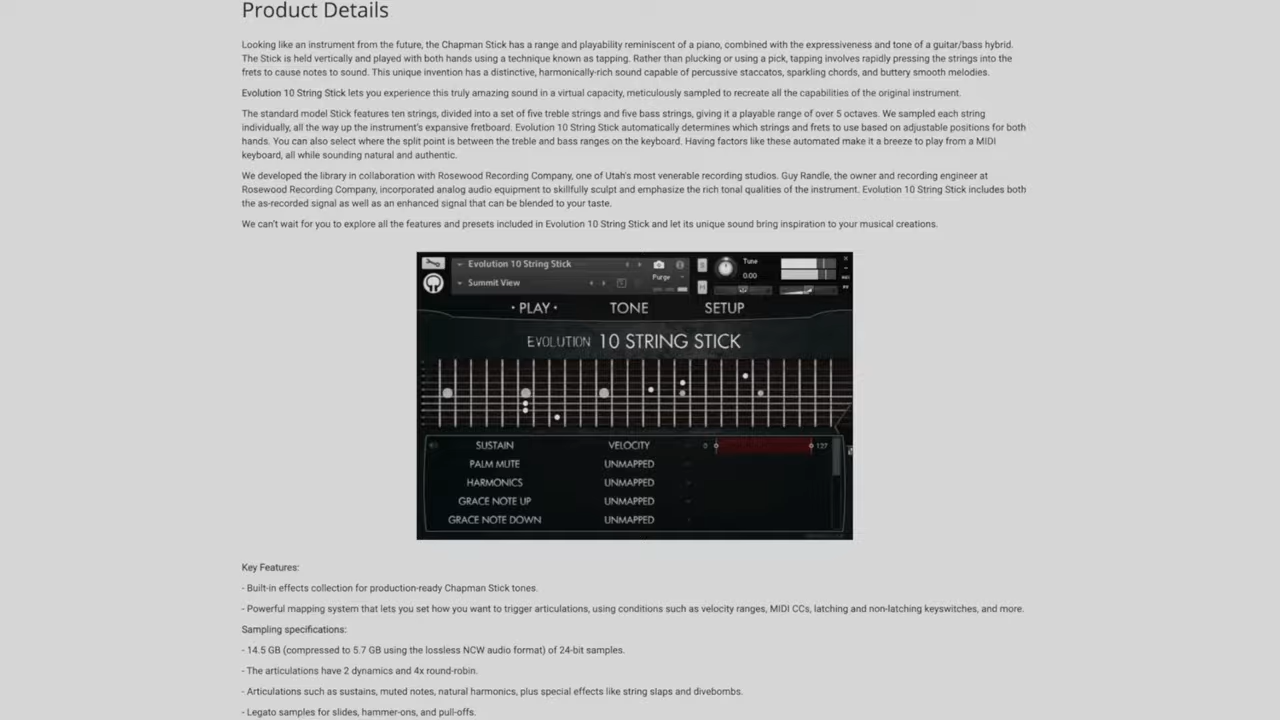 Product Details
Looking like an instrument from the future, the Chapman Stick has a range and playability reminiscent of a piano, combined with the expressiveness and tone of a guitar/bass hybrid.
The Stick is held vertically and played with both hands using a technique known as tapping. Rather than plucking or using a pick, tapping involves rapidly pressing the strings into the
frets to cause notes to sound. This unique invention has a distinctive, harmonically-rich sound capable of percussive staccatos, sparkling chords, and buttery smooth melodies.
Evolution 10 String Stick lets you experience this truly amazing sound in a virtual capacity, meticulously sampled to recreate all the capabilities of the original instrument.
The standard model Stick features ten strings, divided into a set of five treble strings and five bass strings, giving it a playable range of over 5 octaves. We sampled each string
individually, all the way up the instrument's expansive fretboard. Evolution 10 String Stick automatically determines which strings and frets to use based on adjustable positions for both
hands. You can also select where the split point is between the treble and bass ranges on the keyboard. Having factors like these automated make it a breeze to play from a MIDI
keyboard, all while sounding natural and authentic.
We developed the library in collaboration with Rosewood Recording Company, one of Utah's most venerable recording studios. Guy Randle, the owner and recording engineer at
Rosewood Recording Company, incorporated analog audio equipment to skillfully sculpt and emphasize the rich tonal qualities of the instrument. Evolution 10 String Stick includes both
the as-recorded signal as well as an enhanced signal that can be blended to your taste.
We can't wait for you to explore all the features and presets included in Evolution 10 String Stick and let its unique sound bring inspiration to your musical creations.
Evolution 10 String Stick
Purge
S
Tune
0.00
Summit View
M
• PLAY • TONE SETUP
EVOLUTION 10 STRING STICK
SUSTAIN VELOCITY 0 127
PALM MUTE UNMAPPED
HARMONICS UNMAPPED
GRACE NOTE UP UNMAPPED
GRACE NOTE DOWN UNMAPPED
Key Features:
- Built-in effects collection for production-ready Chapman Stick tones.
- Powerful mapping system that lets you set how you want to trigger articulations, using conditions such as velocity ranges, MIDI CCs, latching and non-latching keyswitches, and more.
Sampling specifications:
- 14.5 GB (compressed to 5.7 GB using the lossless NCW audio format) of 24-bit samples.
- The articulations have 2 dynamics and 4x round-robin.
- Articulations such as sustains, muted notes, natural harmonics, plus special effects like string slaps and divebombs.
- Legato samples for slides, hammer-ons, and pull-offs.